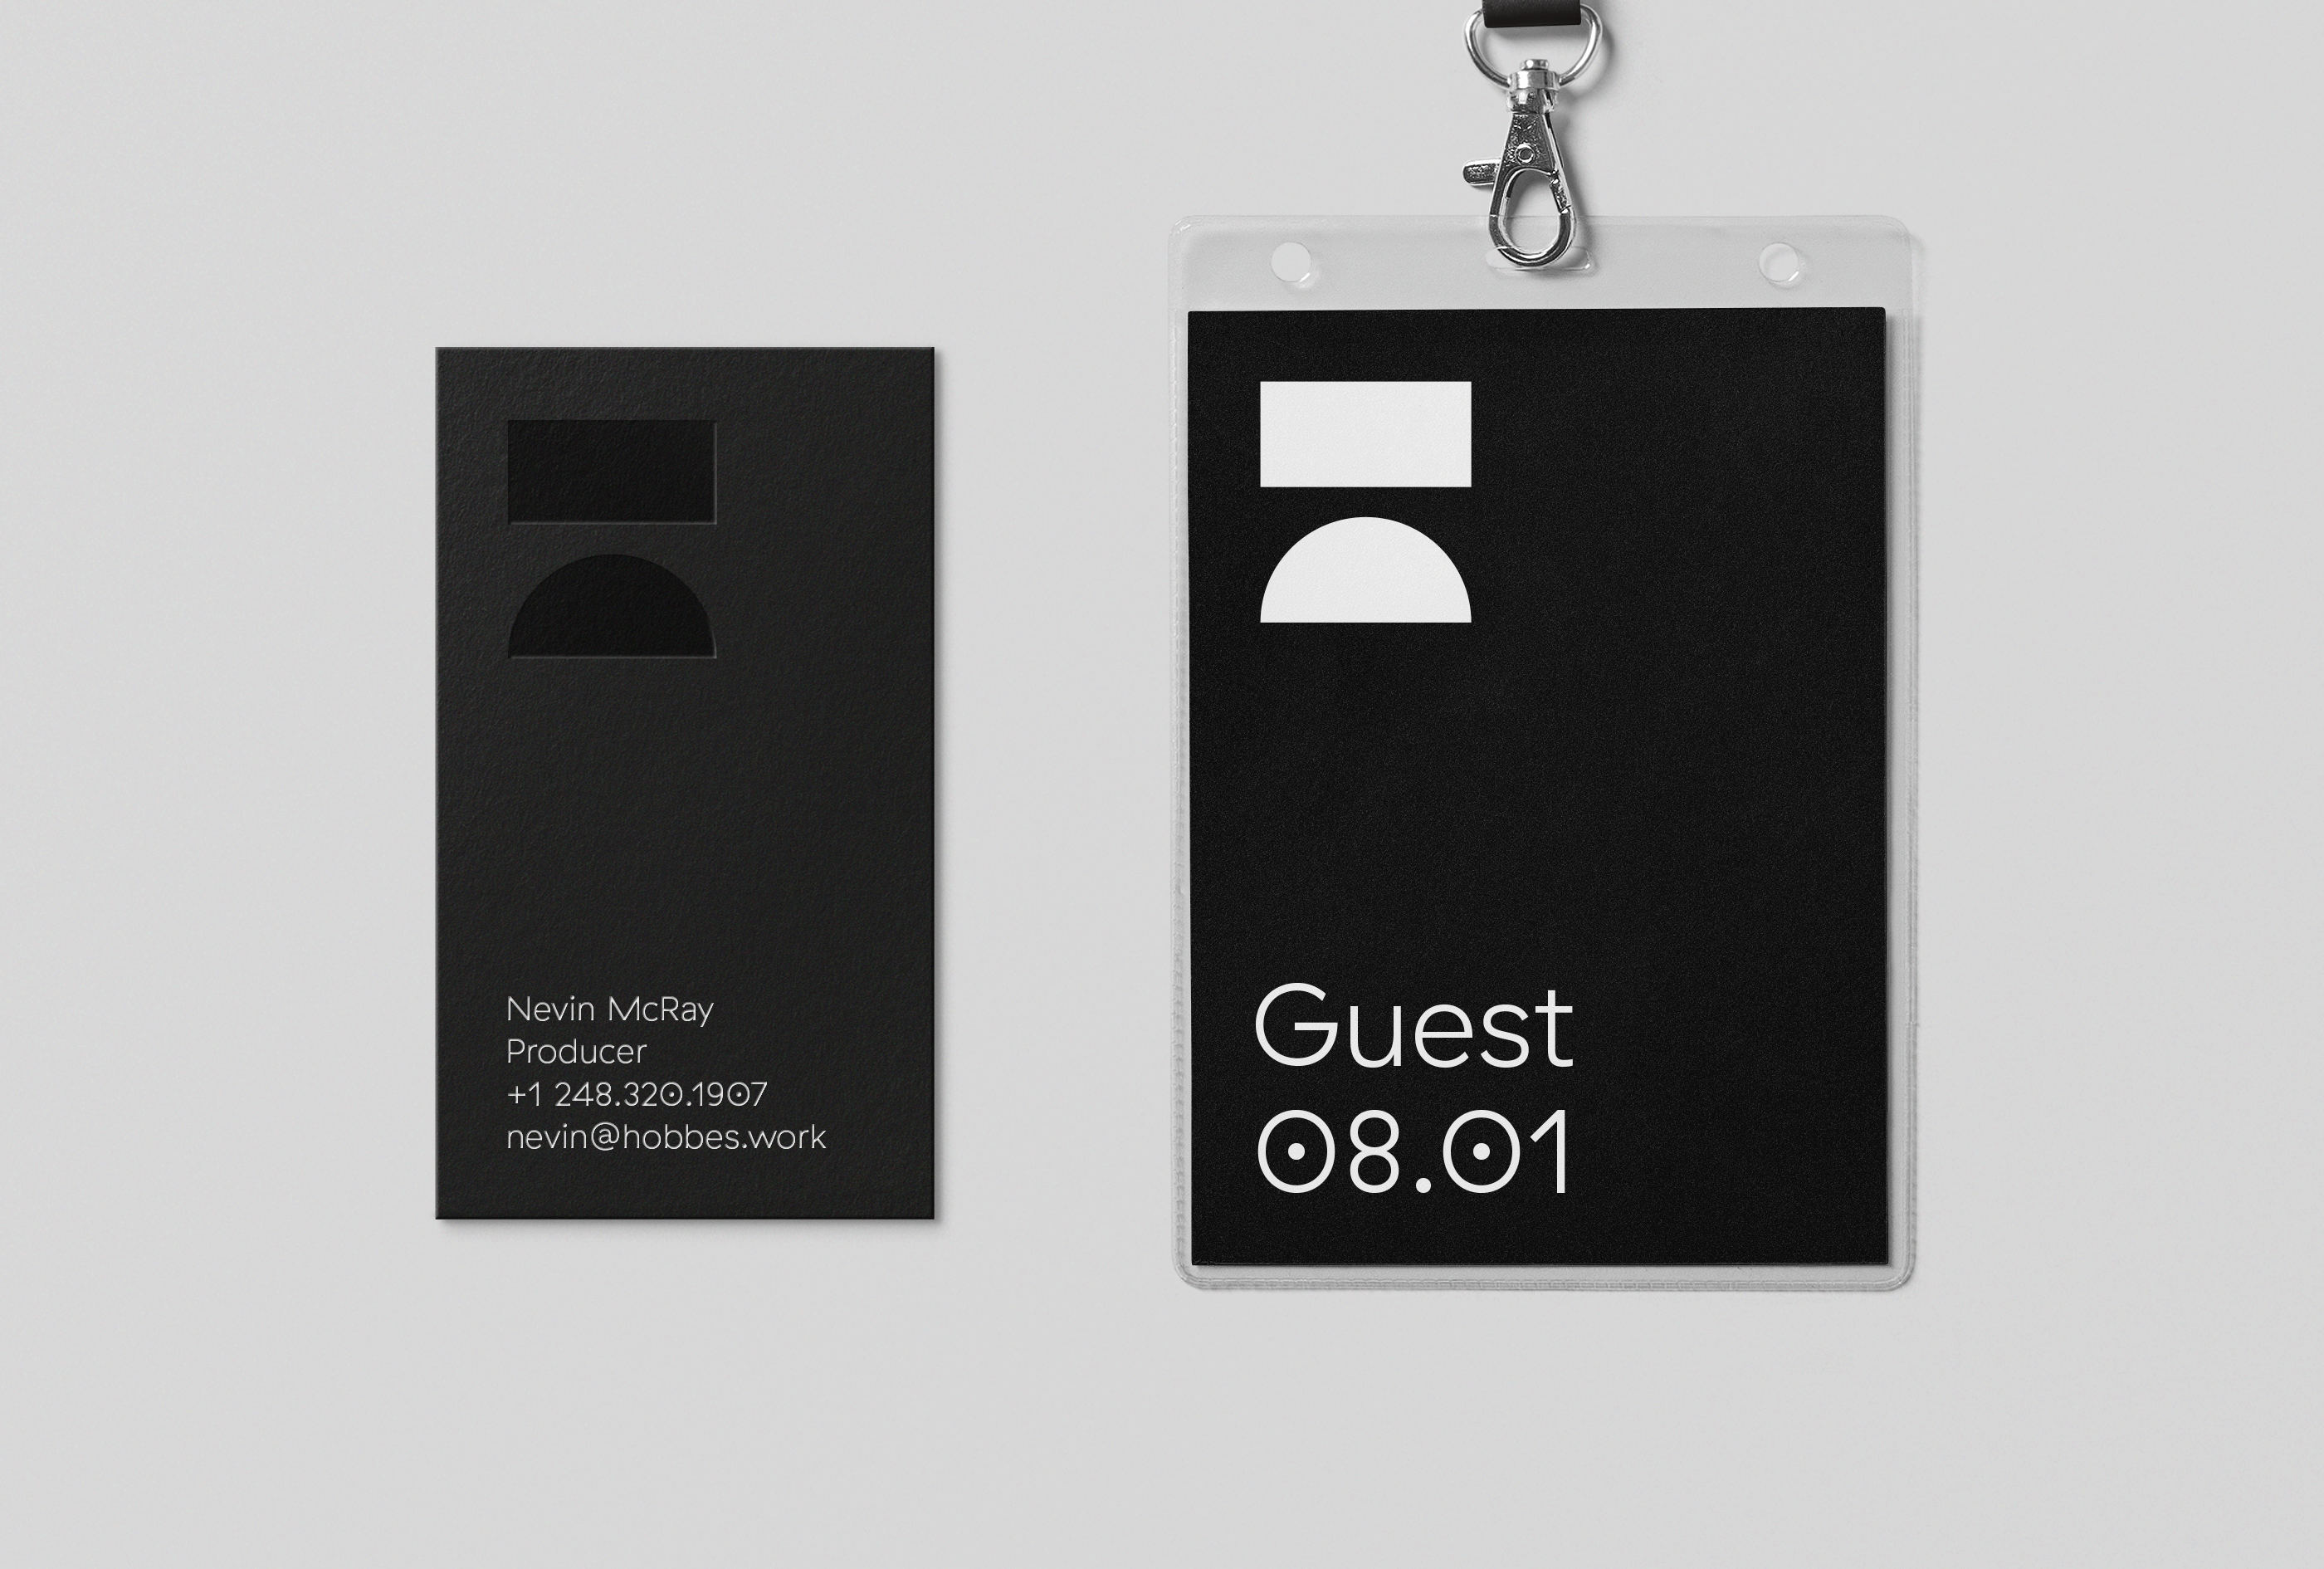 Nevin McRay
Producer
+1 248.320.1907
nevin@hobbes.work
Guest
08.01